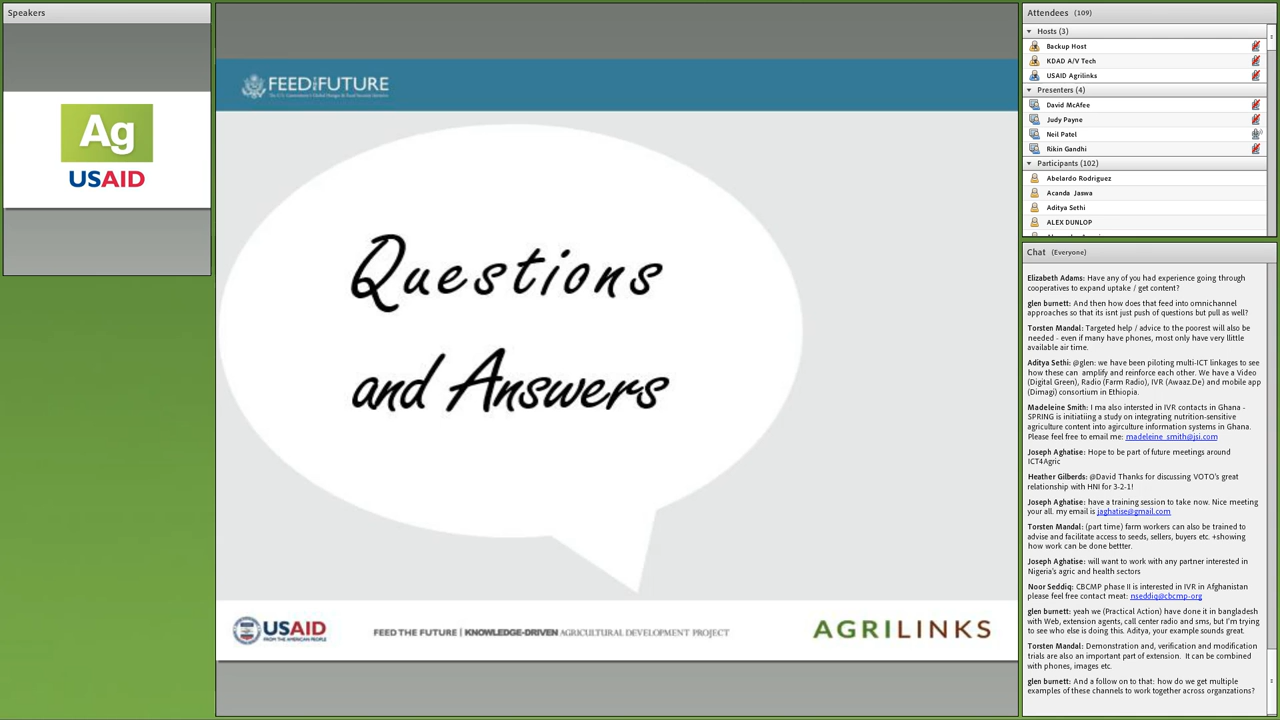 Speakers
Ag
USAID
FEED THE FUTURE
Questions
and Answers
USAID
FROM THE AMERICAN PEOPLE
FEED THE FUTURE | KNOWLEDGE-DRIVEN AGRICULTURAL DEVELOPMENT PROJECT
AGRILINKS
Attendees (109)
Hosts (3)
Backup Host
KDAD A/V Tech
USAID Agrilinks
Presenters (4)
David McAfee
Judy Payne
Neil Patel
Rikin Gandhi
Participants (102)
Abelardo Rodriguez
Acanda Jaswa
Aditya Sethi
ALEX DUNLOP
Chat (Everyone)
Elizabeth Adams: Have any of you had experience going through
cooperatives to expand uptake / get content?
glen burnett: And then how does that feed into omnichannel
approaches so that its isnt just push of questions but pull as well?
Torsten Mandal: Targeted help / advice to the poorest will also be
needed - even if many have phones, most only have very llittle
available air time.
Aditya Sethi: @glen: we have been piloting multi-ICT linkages to see
how these can amplify and reinforce each other. We have a Video
(Digital Green), Radio (Farm Radio), IVR (Awaaz.De) and mobile app
(Dimagi) consortium in Ethiopia.
Madeleine Smith: I ma also intersted in IVR contacts in Ghana -
SPRING is initiatiing a study on integrating nutrition-sensitive
agriculture content into agirculture information systems in Ghana.
Please feel free to email me: madeleine_smith@jsi.com
Joseph Aghatise: Hope to be part of future meetings around
ICT4Agric
Heather Gilberds: @David Thanks for discussing VOTO's great
relationship with HNI for 3-2-1!
Joseph Aghatise: have a training session to take now. Nice meeting
your all. my email is jaghatise@gmail.com
Torsten Mandal: (part time) farm workers can also be trained to
advise and facilitate access to seeds, sellers, buyers etc. +showing
how work can be done bettter.
Joseph Aghatise: will want to work with any partner interested in
Nigeria's agric and health sectors
Noor Seddiq: CBCMP phase II is interested in IVR in Afghanistan
please feel free contact meat: nseddiq@cbcmp-org
glen burnett: yeah we (Practical Action) have done it in bangladesh
with Web, extension agents, call center radio and sms, but I'm trying
to see who else is doing this. Aditya, your example sounds great.
Torsten Mandal: Demonstration and, verification and modification
trials are also an important part of extension. It can be combined
with phones, images etc.
glen burnett: And a follow on to that: how do we get multiple
examples of these channels to work together across organzations?